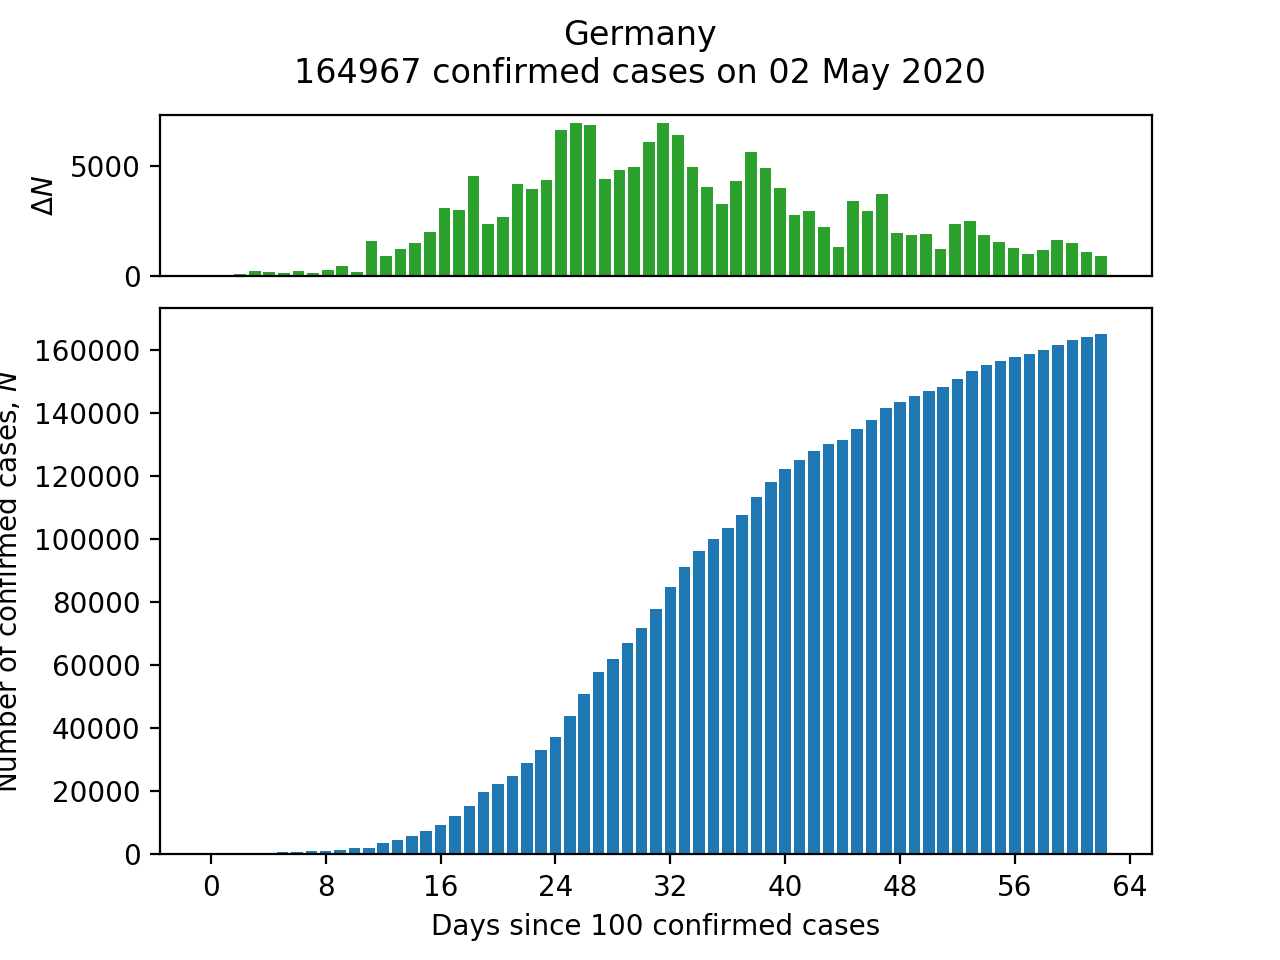 Germany
164967 confirmed cases on 02 May 2020
ΔN
5000
0
Number of confirmed cases, N
160000
140000
120000
100000
80000
60000
40000
20000
0
0 8 16 24 32 40 48 56 64
Days since 100 confirmed cases